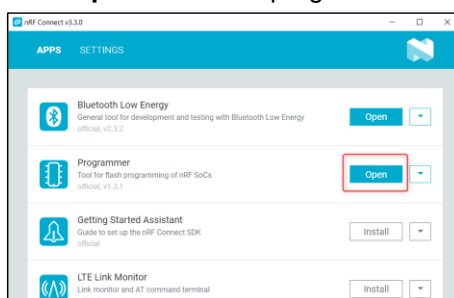 nRF Connect v3.3.0
APPS SETTINGS
Bluetooth Low Energy
General tool for development and testing with Bluetooth Low Energy
official, v2.3.2
Open
Programmer
Tool for flash programming of nRF SoCs
official, v1.3.1
Open
Getting Started Assistant
Guide to set up the nRF Connect SDK
official
Install
LTE Link Monitor
Link monitor and AT command terminal
Install